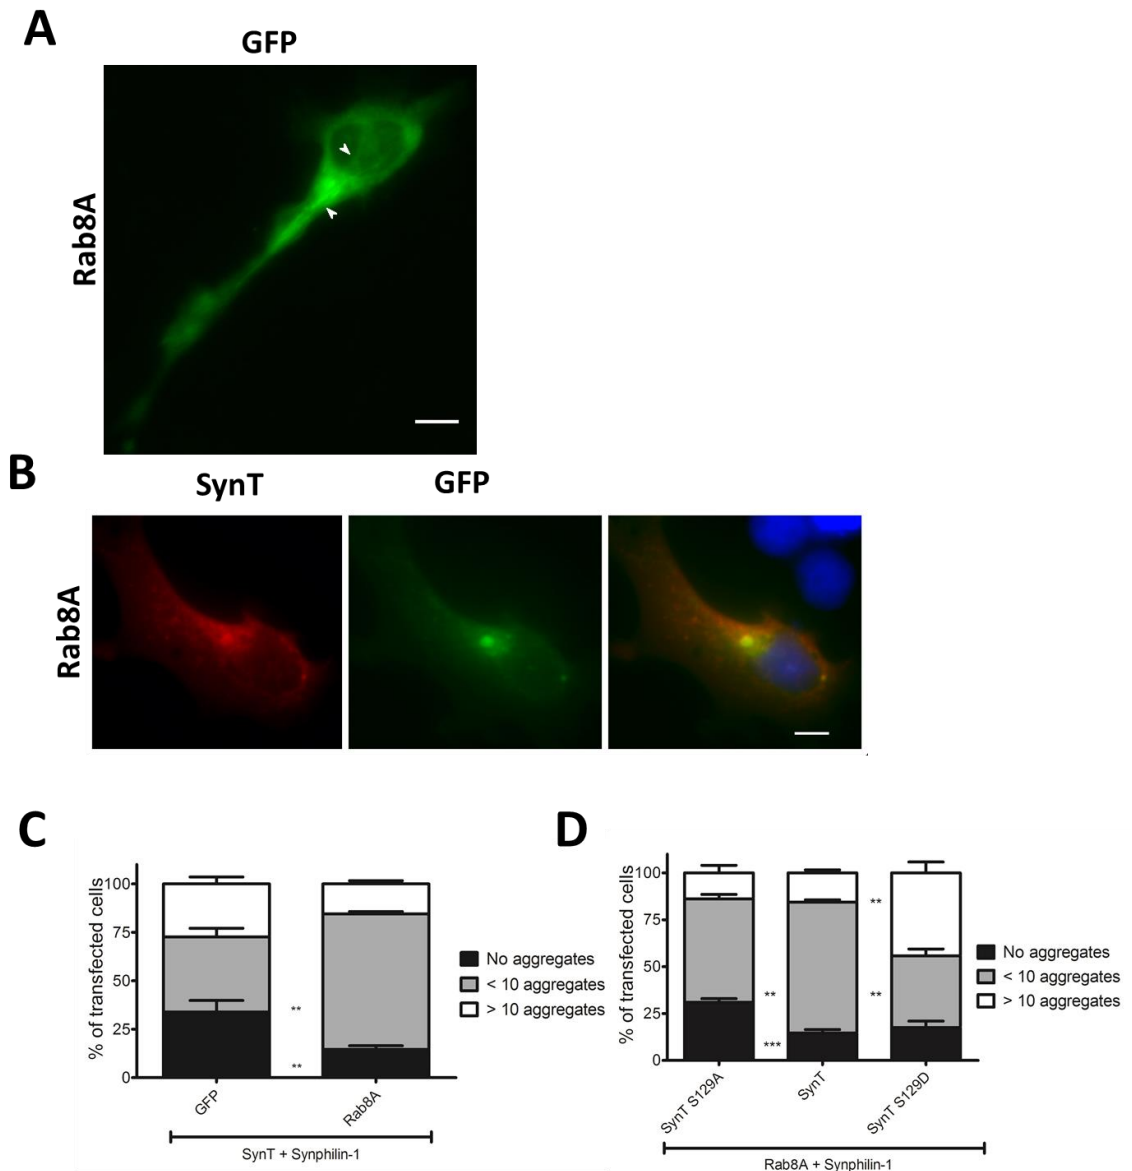 A
GFP
Rab8A
B
SynT
GFP
Rab8A
C
% of transfected cells
100
75
50
25
0
**
**
GFP
Rab8A
SynT + Synphilin-1
No aggregates
< 10 aggregates
> 10 aggregates
D
% of transfected cells
100
75
50
25
0
**
***
**
**
SynT S129A
SynT
SynT S129D
Rab8A + Synphilin-1
No aggregates
< 10 aggregates
> 10 aggregates